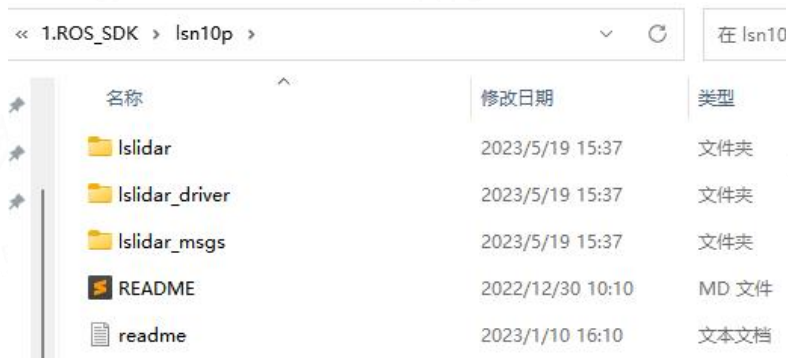 « 1.ROS_SDK › lsn10p › 在 lsn10
名称 修改日期 类型
lslidar 2023/5/19 15:37 文件夹
lslidar_driver 2023/5/19 15:37 文件夹
lslidar_msgs 2023/5/19 15:37 文件夹
README 2022/12/30 10:10 MD 文件
readme 2023/1/10 16:10 文本文档